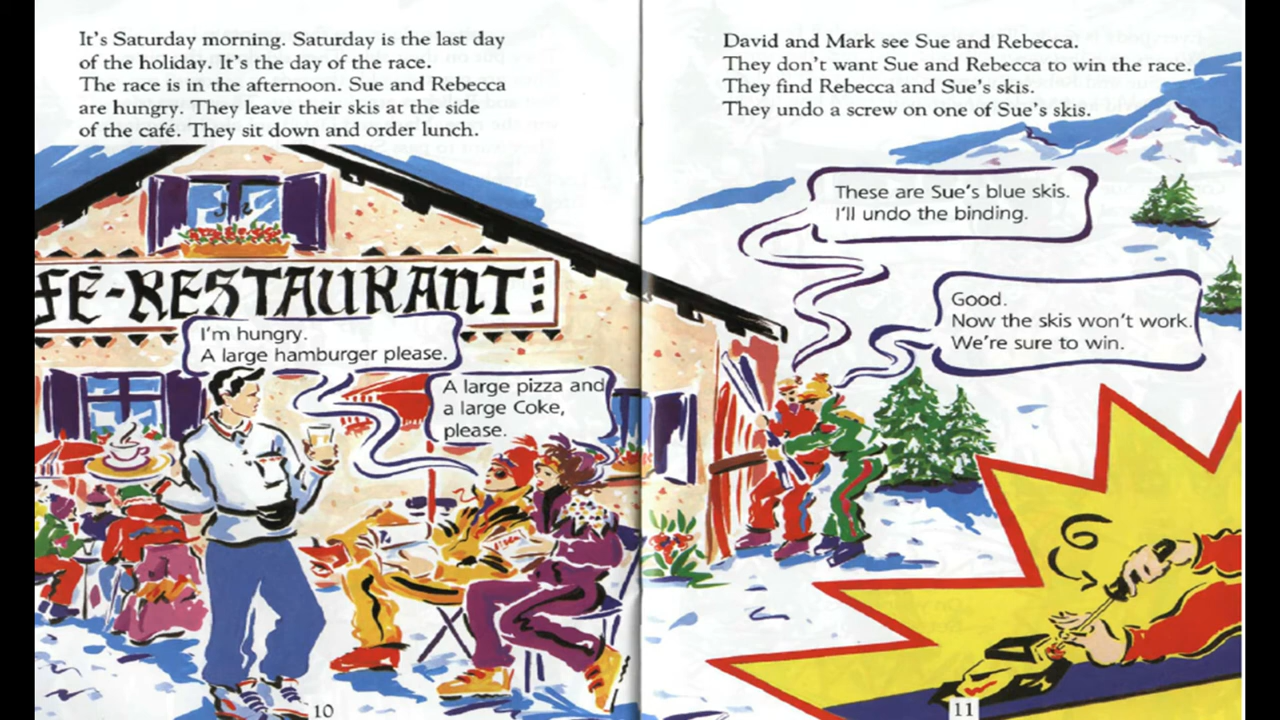 It's Saturday morning. Saturday is the last day
of the holiday. It's the day of the race.
The race is in the afternoon. Sue and Rebecca
are hungry. They leave their skis at the side
of the café. They sit down and order lunch.
FÉ-RESTAURANT
I'm hungry.
A large hamburger please.
A large pizza and
a large Coke,
please.
10
David and Mark see Sue and Rebecca.
They don't want Sue and Rebecca to win the race.
They find Rebecca and Sue's skis.
They undo a screw on one of Sue's skis.
These are Sue's blue skis.
I'll undo the binding.
Good.
Now the skis won't work.
We're sure to win.
11